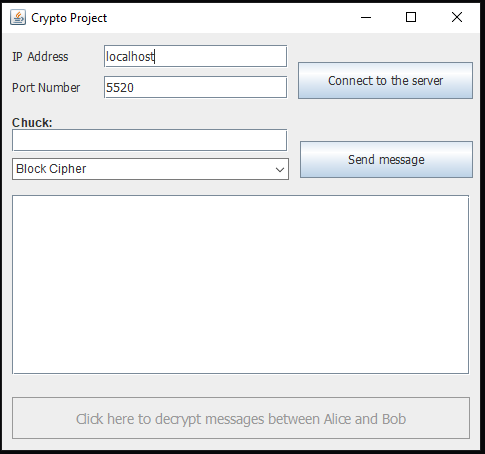 Crypto Project
IP Address
localhost
Connect to the server
Port Number
5520
Chuck:
Send message
Block Cipher
Click here to decrypt messages between Alice and Bob